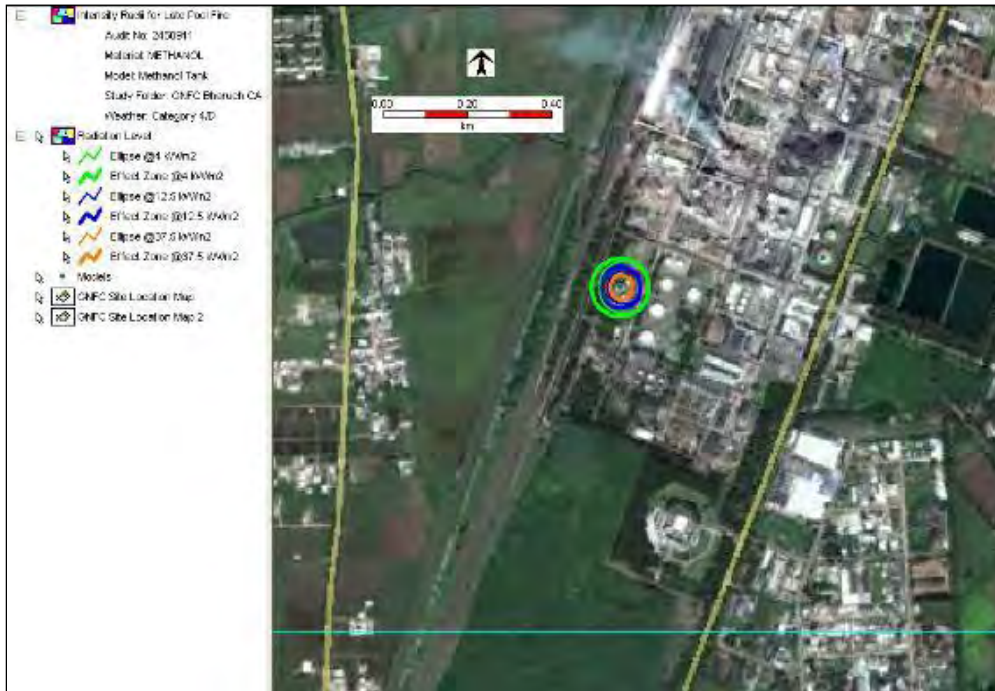 Intensity Radii for Late Pool Fire
Audit No: 2450911
Material: METHANOL
Model: Methanol Tank
Study Folder: GNFC Bharuch CA
Weather: Category 4/D
Radiation Level
Ellipse @4 kW/m2
Effect Zone @4 kW/m2
Ellipse @12.5 kW/m2
Effect Zone @12.5 kW/m2
Ellipse @37.5 kW/m2
Effect Zone @37.5 kW/m2
Models
GNFC Site Location Map
GNFC Site Location Map 2
0.00 0.20 0.40
km